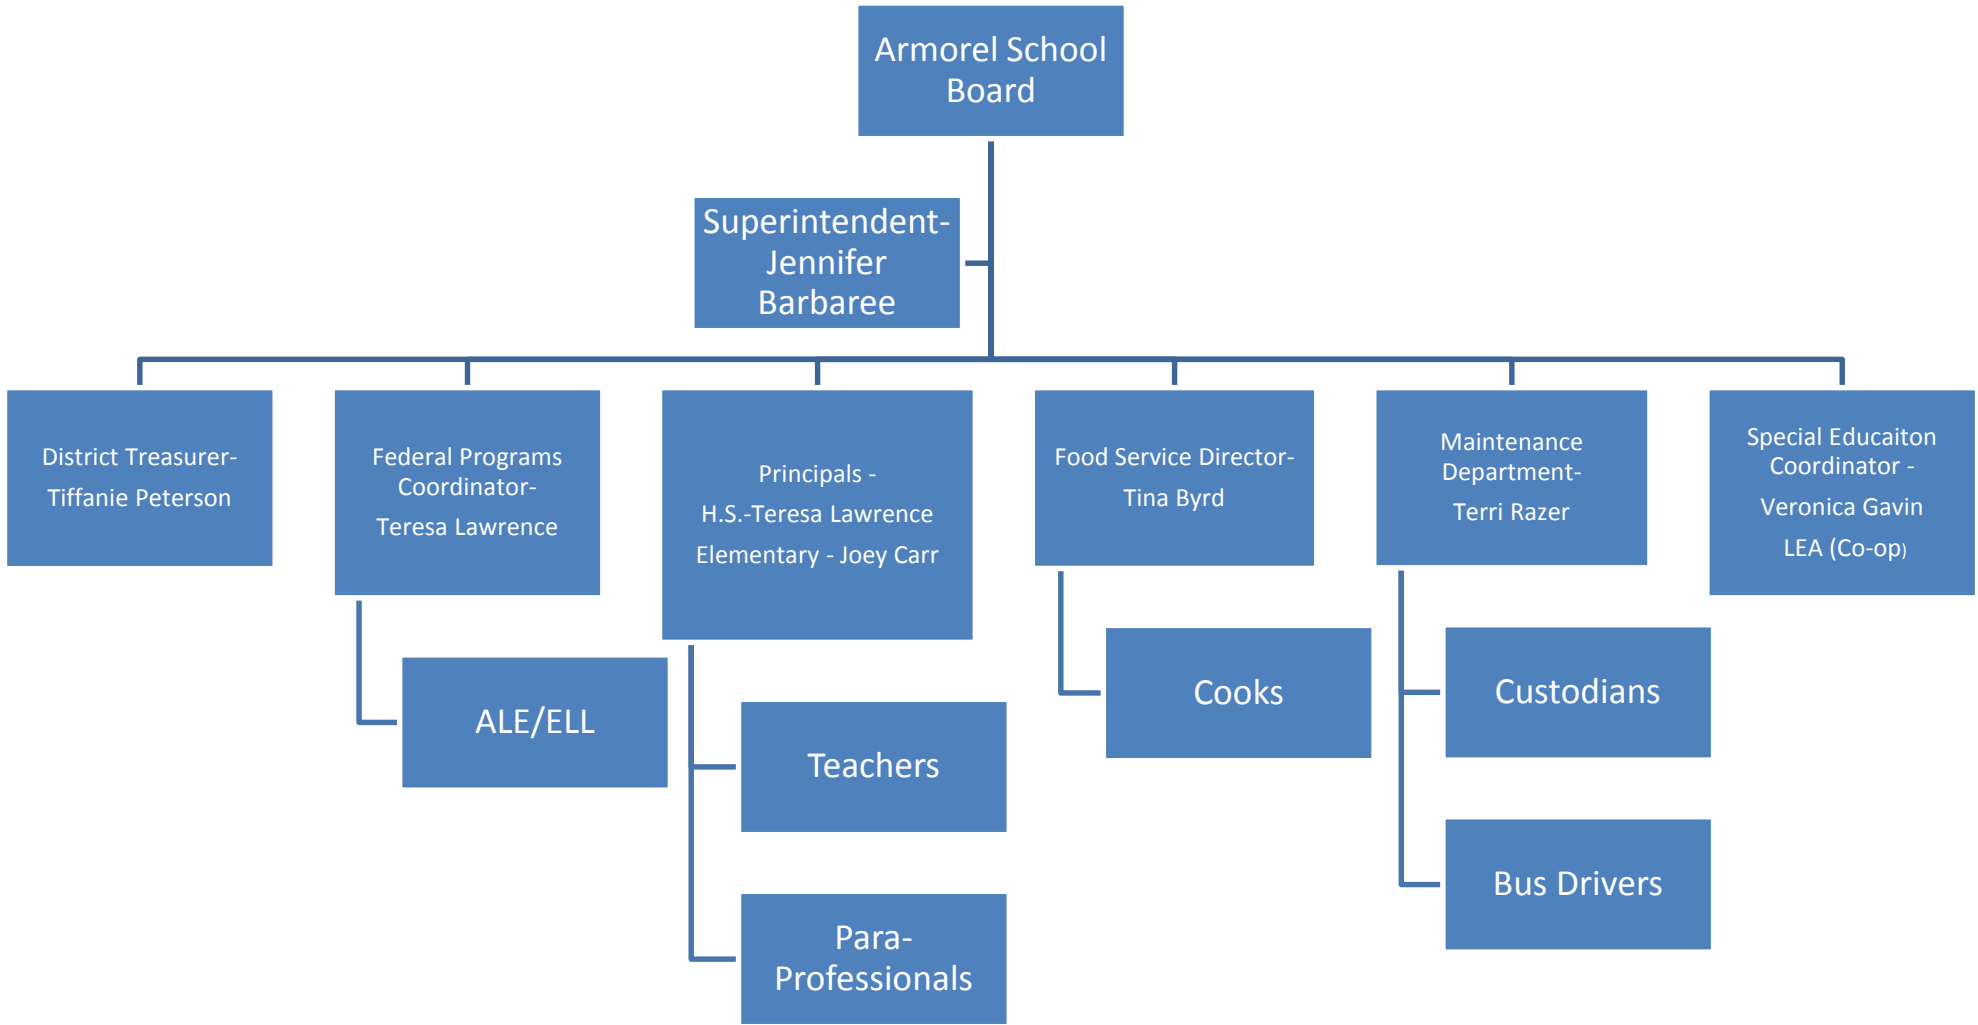 Armorel School
Board
Superintendent-
Jennifer
Barbaree
District Treasurer-
Tiffanie Peterson
Federal Programs
Coordinator-
Teresa Lawrence
Principals -
H.S.-Teresa Lawrence
Elementary - Joey Carr
Food Service Director-
Tina Byrd
Maintenance
Department-
Terri Razer
Special Educaiton
Coordinator -
Veronica Gavin
LEA (Co-op)
ALE/ELL
Teachers
Para-
Professionals
Cooks
Custodians
Bus Drivers